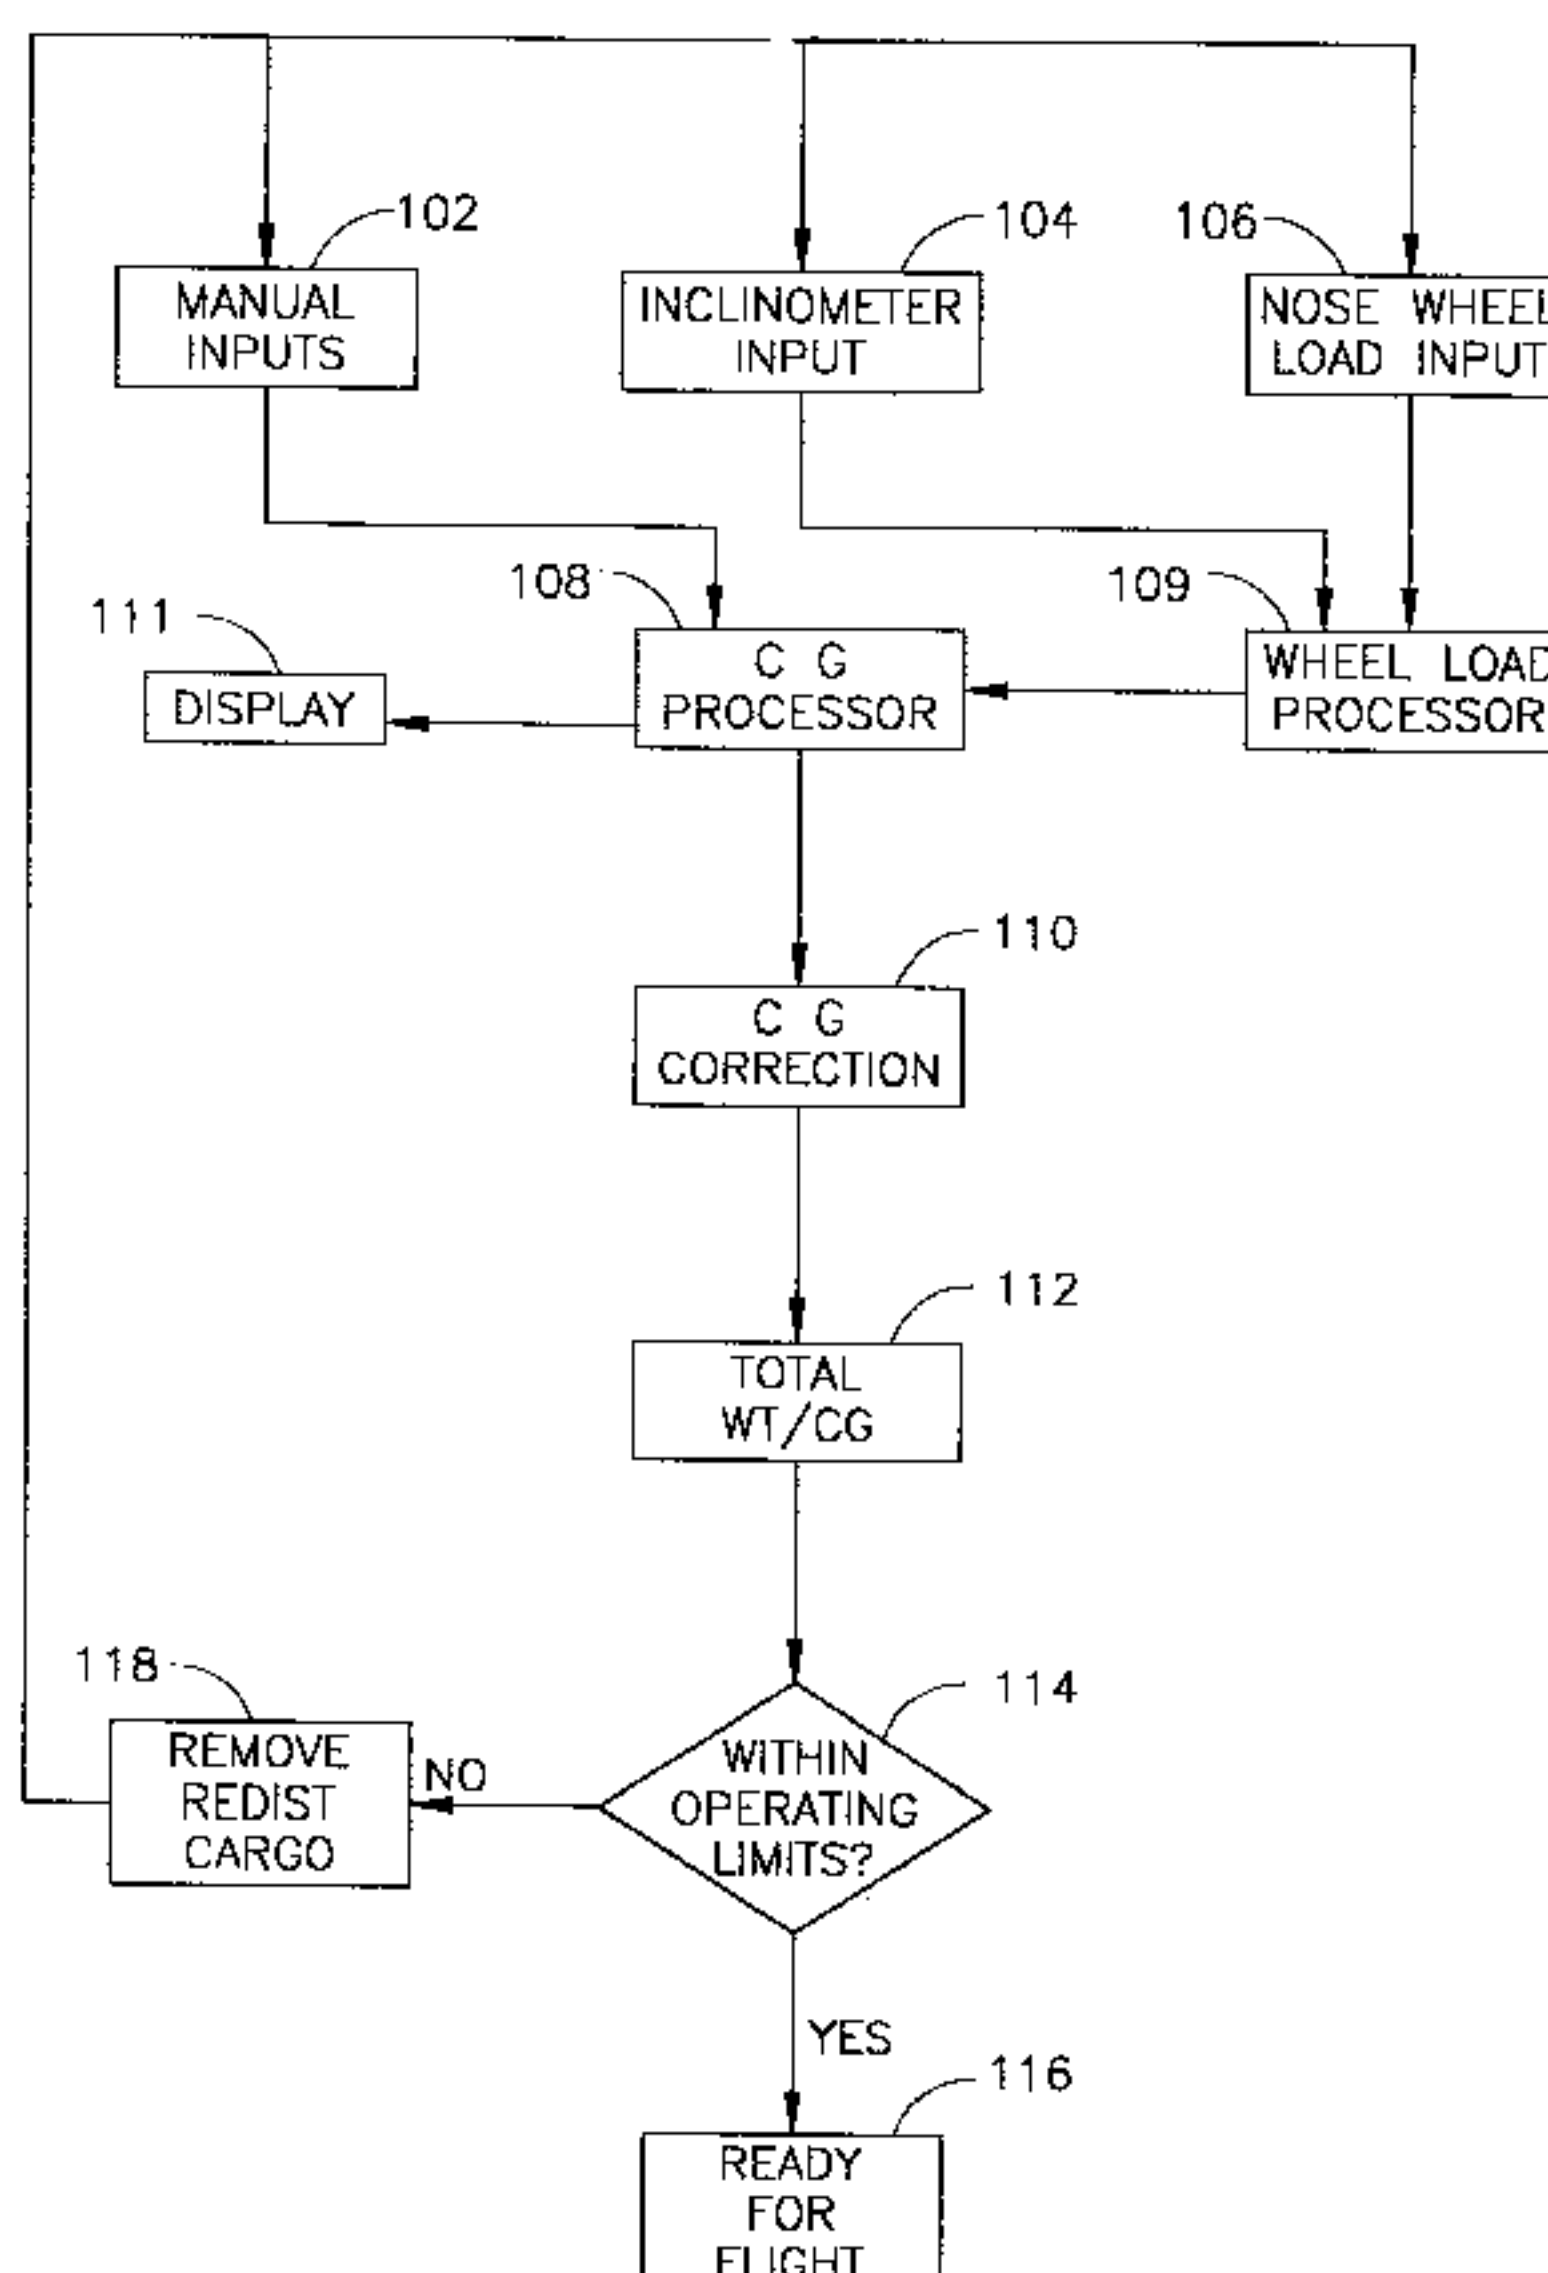 102
104
106
MANUAL
INPUTS
INCLINOMETER
INPUT
NOSE WHEEL
LOAD INPUT
108
109
111
C G
PROCESSOR
WHEEL LOAD
PROCESSOR
DISPLAY
110
C G
CORRECTION
112
TOTAL
WT/CG
118
114
REMOVE
REDIST
CARGO
NO
WITHIN
OPERATING
LIMITS?
YES
116
READY
FOR
FLIGHT